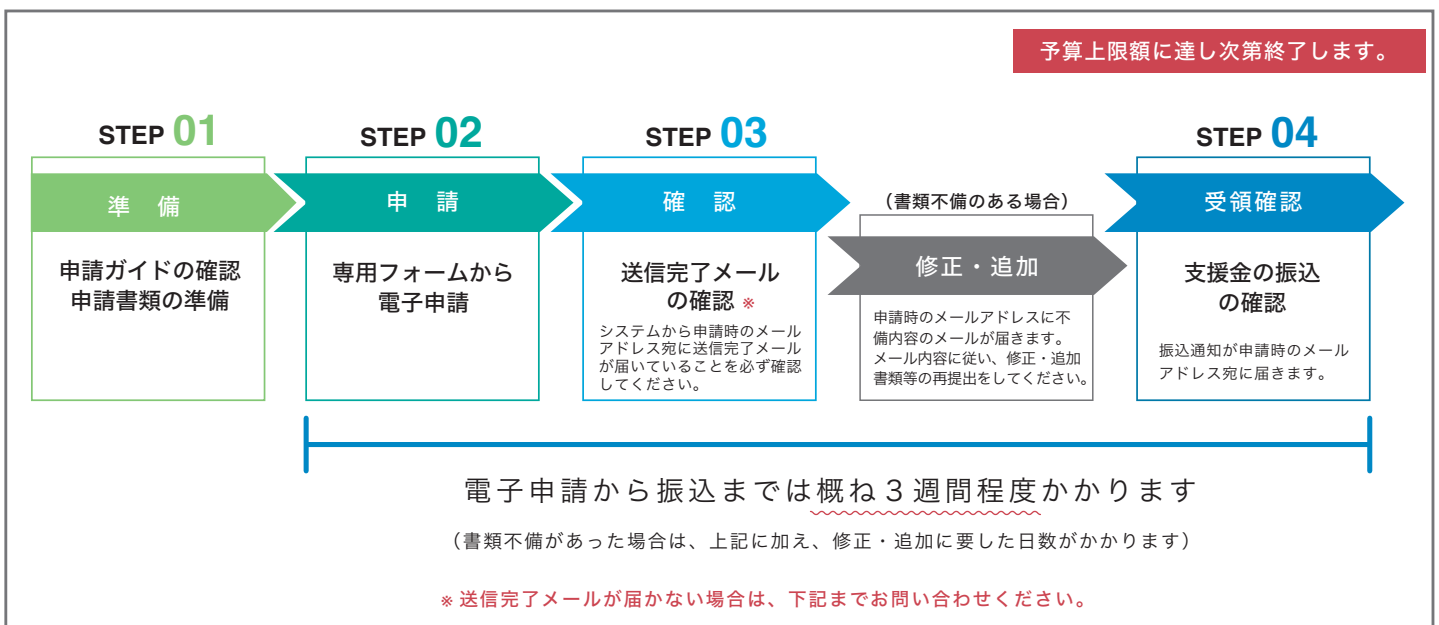 予算上限額に達し次第終了します。
STEP 01
準 備
申請ガイドの確認
申請書類の準備
STEP 02
申 請
専用フォームから
電子申請
STEP 03
確 認
送信完了メール
の確認 ※
システムから申請時のメール
アドレス宛に送信完了メール
が届いていることを必ず確認
してください。
（書類不備のある場合）
修正・追加
申請時のメールアドレスに不
備内容のメールが届きます。
メール内容に従い、修正・追加
書類等の再提出をしてください。
STEP 04
受領確認
支援金の振込
の確認
振込通知が申請時のメール
アドレス宛に届きます。
電子申請から振込までは概ね３週間程度かかります
（書類不備があった場合は、上記に加え、修正・追加に要した日数がかかります）
※ 送信完了メールが届かない場合は、下記までお問い合わせください。